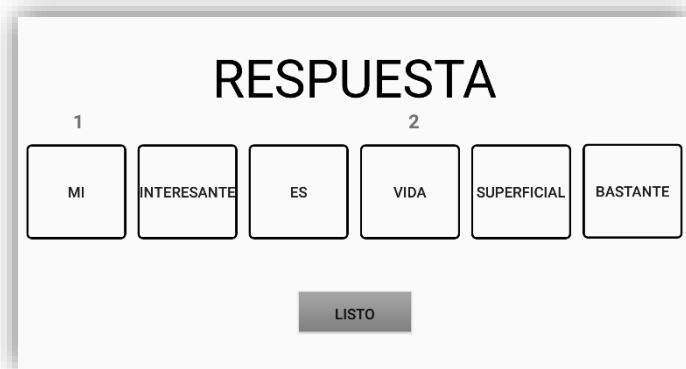 RESPUESTA
1 2
MI INTERESANTE ES VIDA SUPERFICIAL BASTANTE
LISTO